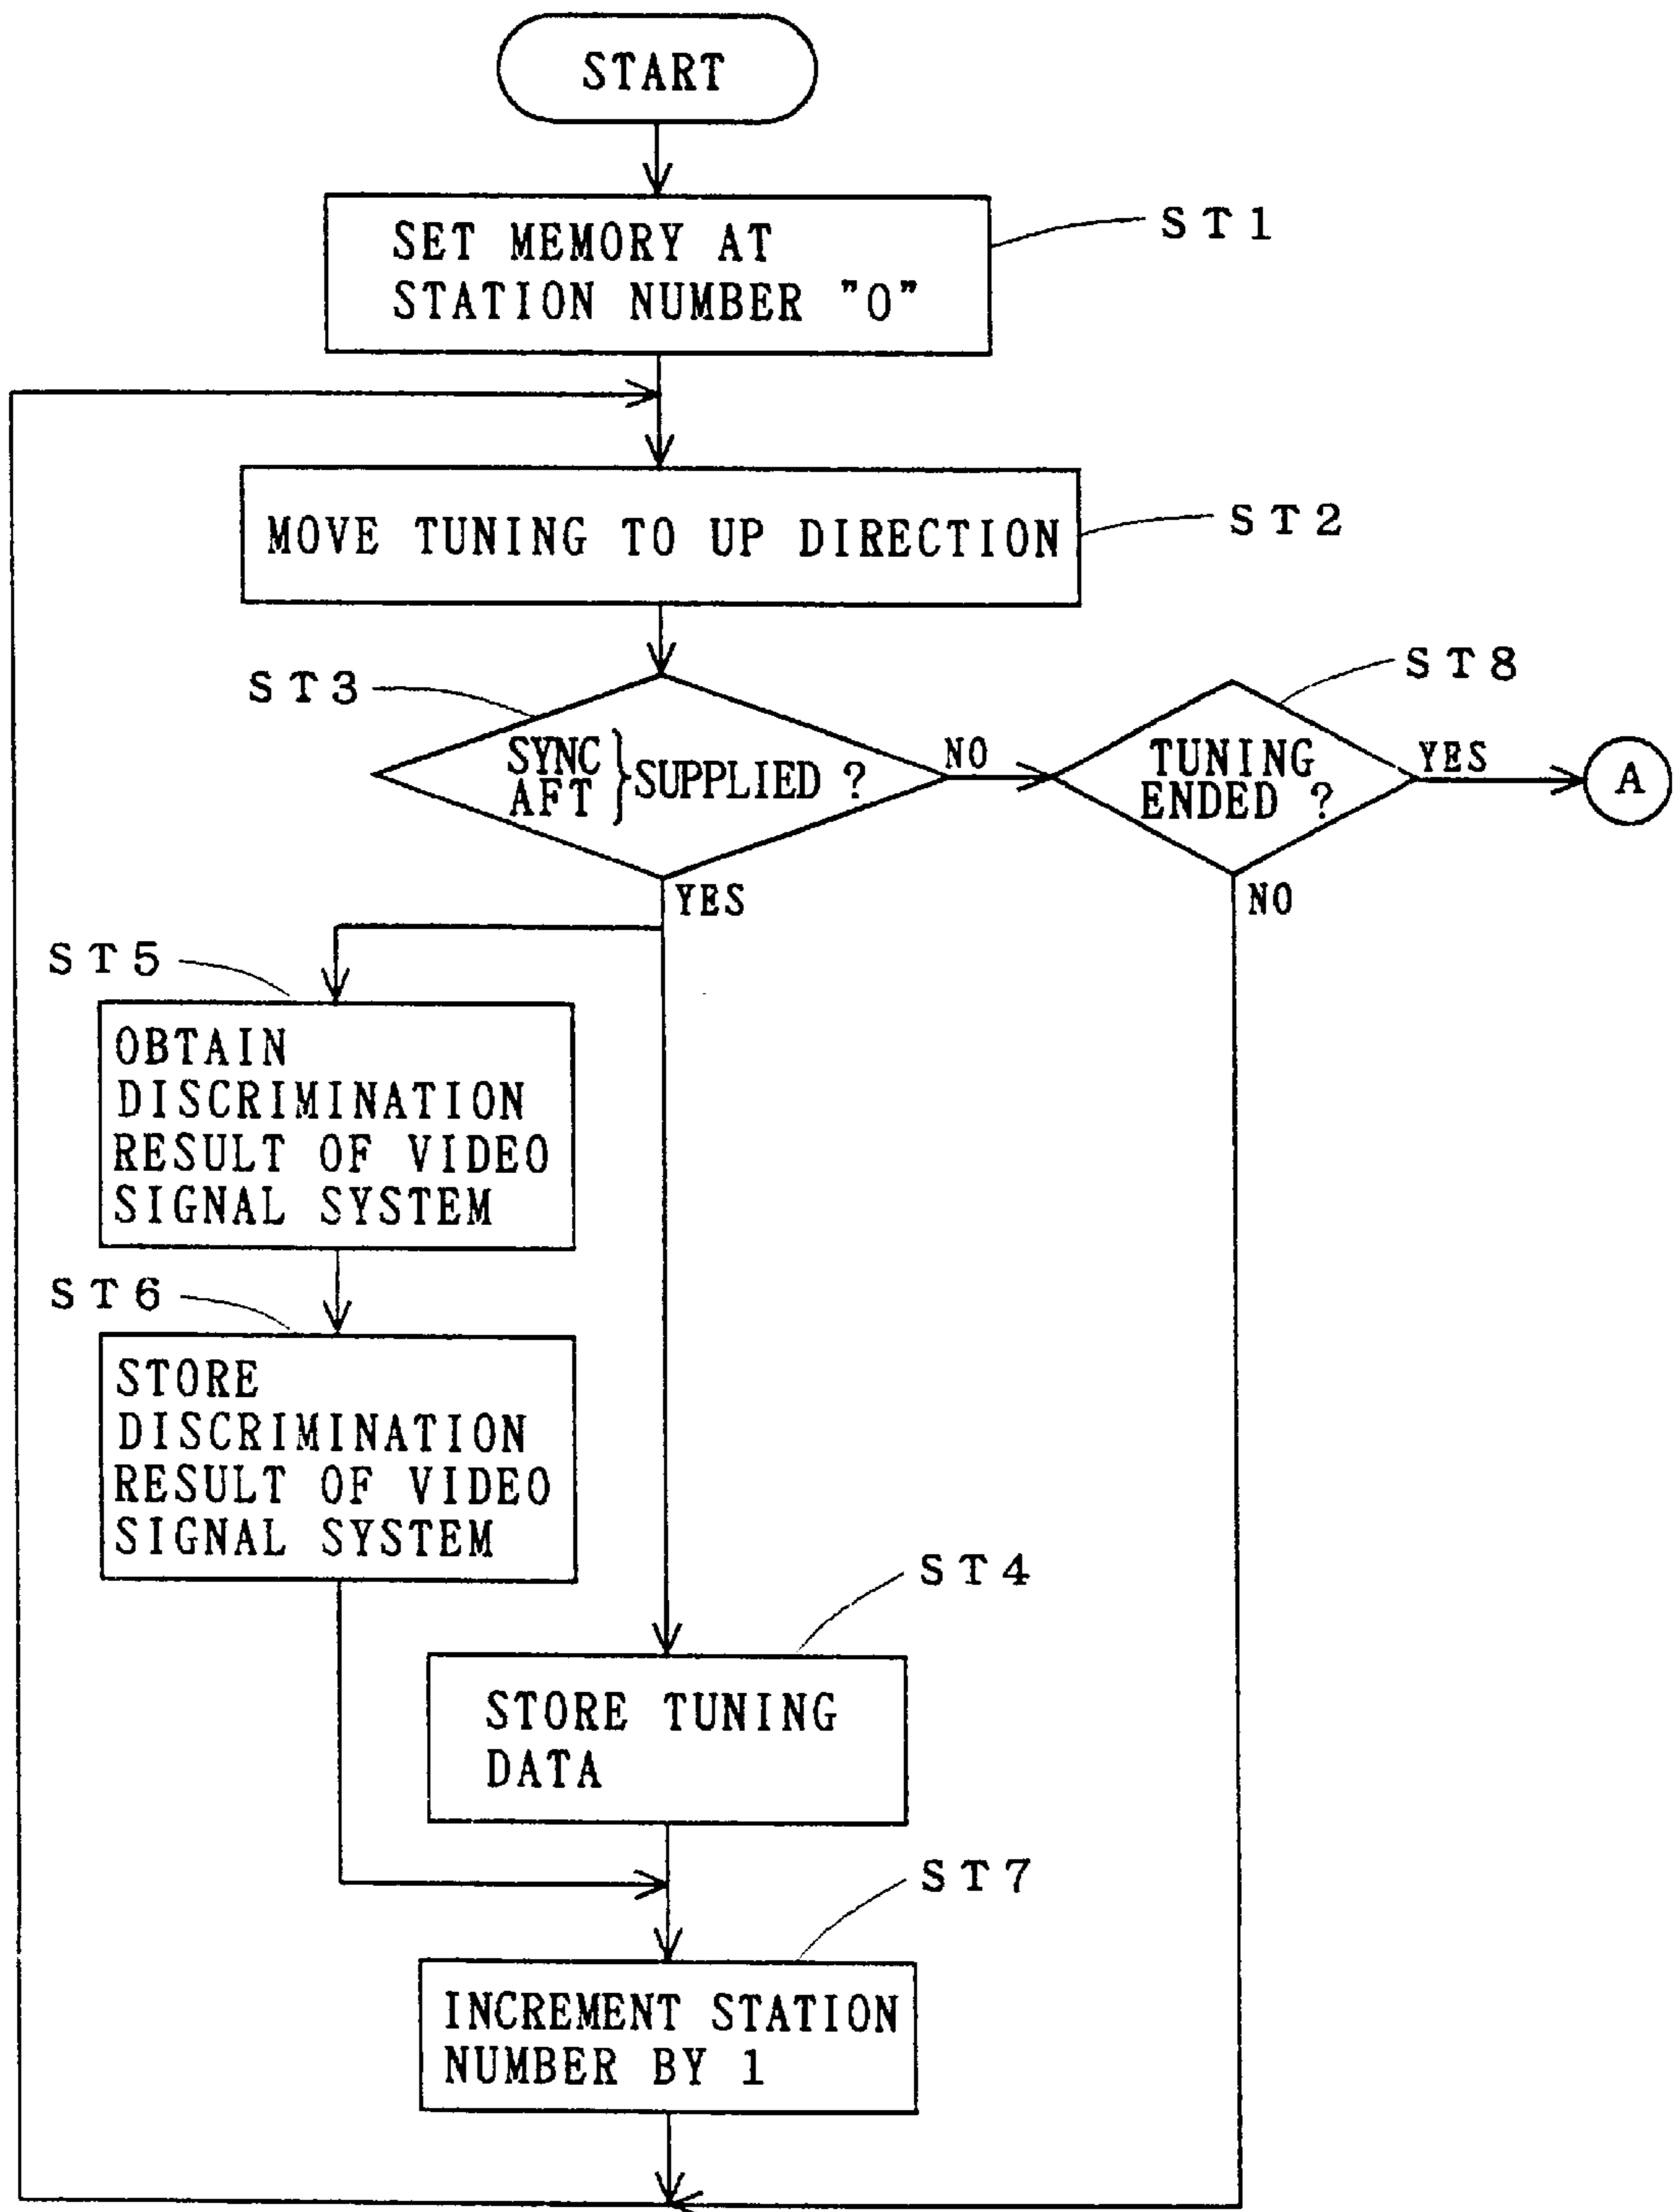 START
SET MEMORY AT
STATION NUMBER "0"
ST1
MOVE TUNING TO UP DIRECTION
ST2
ST3
SYNC
AFT
SUPPLIED ?
NO
YES
ST8
TUNING
ENDED ?
YES
A
NO
ST5
OBTAIN
DISCRIMINATION
RESULT OF VIDEO
SIGNAL SYSTEM
ST6
STORE
DISCRIMINATION
RESULT OF VIDEO
SIGNAL SYSTEM
ST4
STORE TUNING
DATA
ST7
INCREMENT STATION
NUMBER BY 1